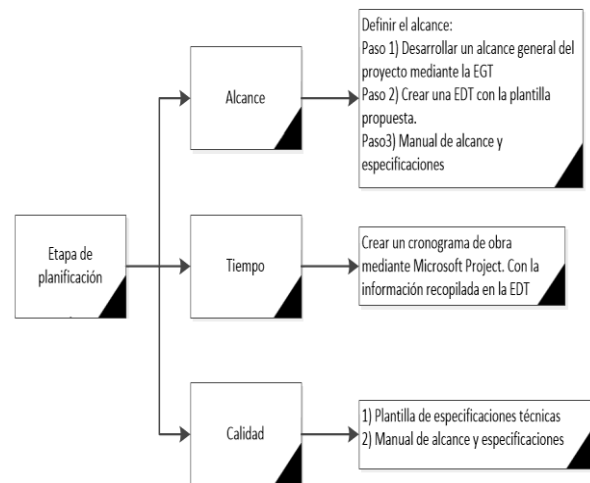 Etapa de
planificación
Alcance
Definir el alcance:
Paso 1) Desarrollar un alcance general del
proyecto mediante la EGT
Paso 2) Crear una EDT con la plantilla
propuesta.
Paso3) Manual de alcance y
especificaciones
Tiempo
Crear un cronograma de obra
mediante Microsoft Project. Con la
información recopilada en la EDT
Calidad
1) Plantilla de especificaciones técnicas
2) Manual de alcance y especificaciones